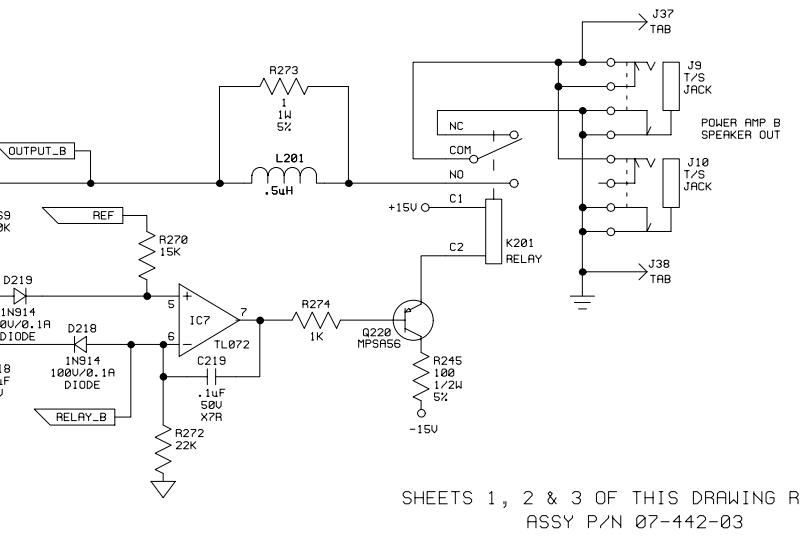 J37
TAB
R273
1
1W
5%
J9
T/S
JACK
POWER AMP B
SPEAKER OUT
NC
COM
NO
OUTPUT_B
L201
.5uH
J10
T/S
JACK
+15V
C1
REF
R270
15K
C2
K201
RELAY
J38
TAB
D219
1N914
0V/0.1A
DIODE
5
+
IC7
7
6
-
TL072
R274
1K
Q220
MPSA56
D218
1N914
100V/0.1A
DIODE
C219
.1uF
50V
X7R
R245
100
1/2W
5%
-15V
RELAY_B
R272
22K
SHEETS 1, 2 & 3 OF THIS DRAWING R
ASSY P/N 07-442-03